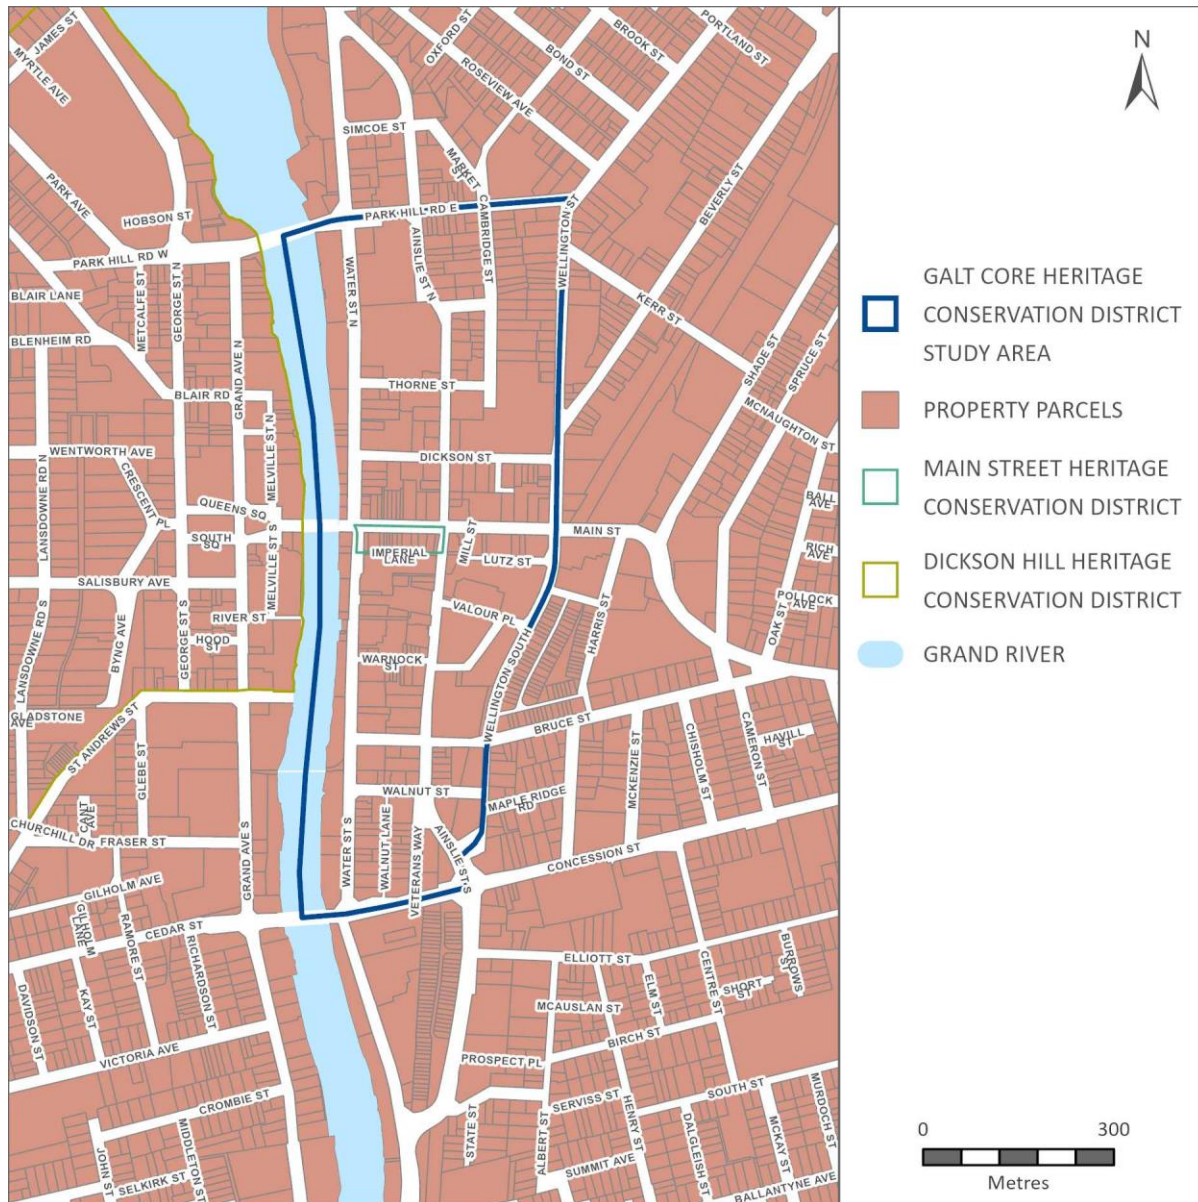 JAMES ST
MYRTLE AVE
OXFORD ST
BROOK ST
PORTLAND ST
BOND ST
ROSEVIEW AVE
SIMCOE ST
MARKET
ST
PARK AVE
HOBSON ST
PARK HILL RD E
CAMBRIDGE ST
WELLINGTON ST
BEVERLY ST
PARK HILL RD W
AINSLIE ST N
WATER ST N
BLAIR LANE
METCALFE ST
GEORGE ST N
KERR ST
BLENHEIM RD
GRAND AVE N
SHADE ST
SPRUCE ST
BLAIR RD
THORNE ST
MCNAUGHTON ST
MELVILLE ST N
WENTWORTH AVE
DICKSON ST
LANSDOWNE RD N
CRESCENT PL
QUEENS SQ
BALL
AVE
SOUTH
SQ
MAIN ST
MILL ST
IMPERIAL
LANE
LUTZ ST
RICH
AVE
SALISBURY AVE
MELVILLE ST S
POLLOCK
AVE
LANSDOWNE RD S
BYNG AVE
GEORGE ST S
RIVER ST
HOOD
ST
VALOUR PL
HARRIS ST
OAK ST
WARNOCK
ST
WELLINGTON SOUTH
GLADSTONE
AVE
ST ANDREWS ST
BRUCE ST
CAMERON ST
HAVILL
ST
CHISHOLM ST
MCKENZIE ST
GLEBE ST
WALNUT ST
MAPLE RIDGE
RD
CANT
AVE
CHURCHILL DR
FRASER ST
GRAND AVE S
WATER ST S
WALNUT LANE
VETERANS WAY
AINSLIE ST S
CONCESSION ST
GILHOLM AVE
GILHOLM
LANE
RAMORE ST
CEDAR ST
RICHARDSON ST
ELLIOTT ST
CENTRE ST
BURROWS
ST
DAVIDSON ST
KAY ST
ELM ST
SHORT
ST
MCAUSLAN ST
BIRCH ST
VICTORIA AVE
PROSPECT PL
CROMBIE ST
SERVISS ST
SOUTH ST
MURDOCH ST
STATE ST
ALBERT ST
HENRY ST
DALGLEISH ST
MCKAY ST
JOHN ST
MIDDLETON ST
SELKIRK ST
SUMMIT AVE
BALLANTYNE AVE
N
GALT CORE HERITAGE
CONSERVATION DISTRICT
STUDY AREA
PROPERTY PARCELS
MAIN STREET HERITAGE
CONSERVATION DISTRICT
DICKSON HILL HERITAGE
CONSERVATION DISTRICT
GRAND RIVER
0 300
Metres